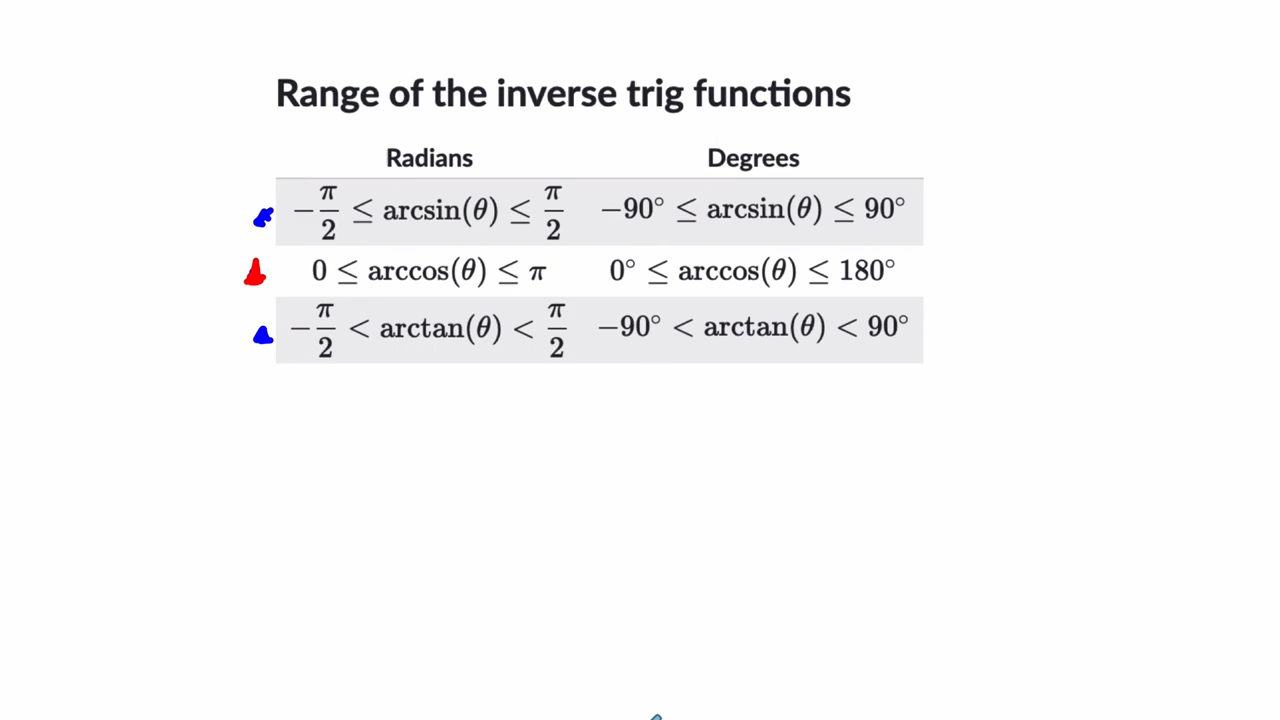 Range of the inverse trig functions
Radians Degrees
−π/2 ≤ arcsin(θ) ≤ π/2 −90° ≤ arcsin(θ) ≤ 90°
0 ≤ arccos(θ) ≤ π 0° ≤ arccos(θ) ≤ 180°
−π/2 < arctan(θ) < π/2 −90° < arctan(θ) < 90°